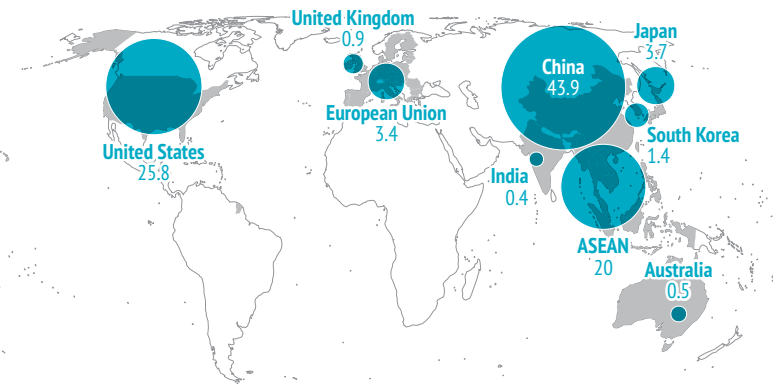 United Kingdom
0.9
Japan
3.7
China
43.9
European Union
3.4
South Korea
1.4
United States
25.8
India
0.4
ASEAN
20
Australia
0.5